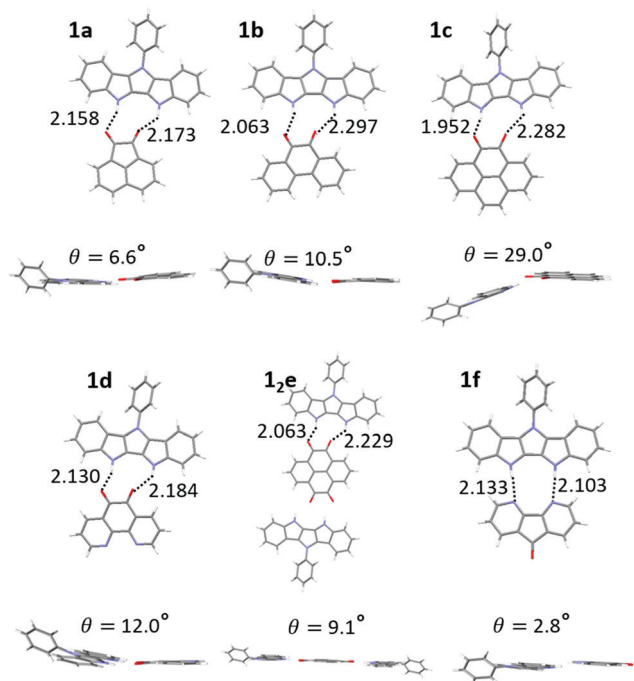 1a 1b 1c
2.158 2.173 2.063 2.297 1.952 2.282
θ = 6.6° θ = 10.5° θ = 29.0°
1d 1₂e 1f
2.130 2.184 2.063 2.229 2.133 2.103
θ = 12.0° θ = 9.1° θ = 2.8°